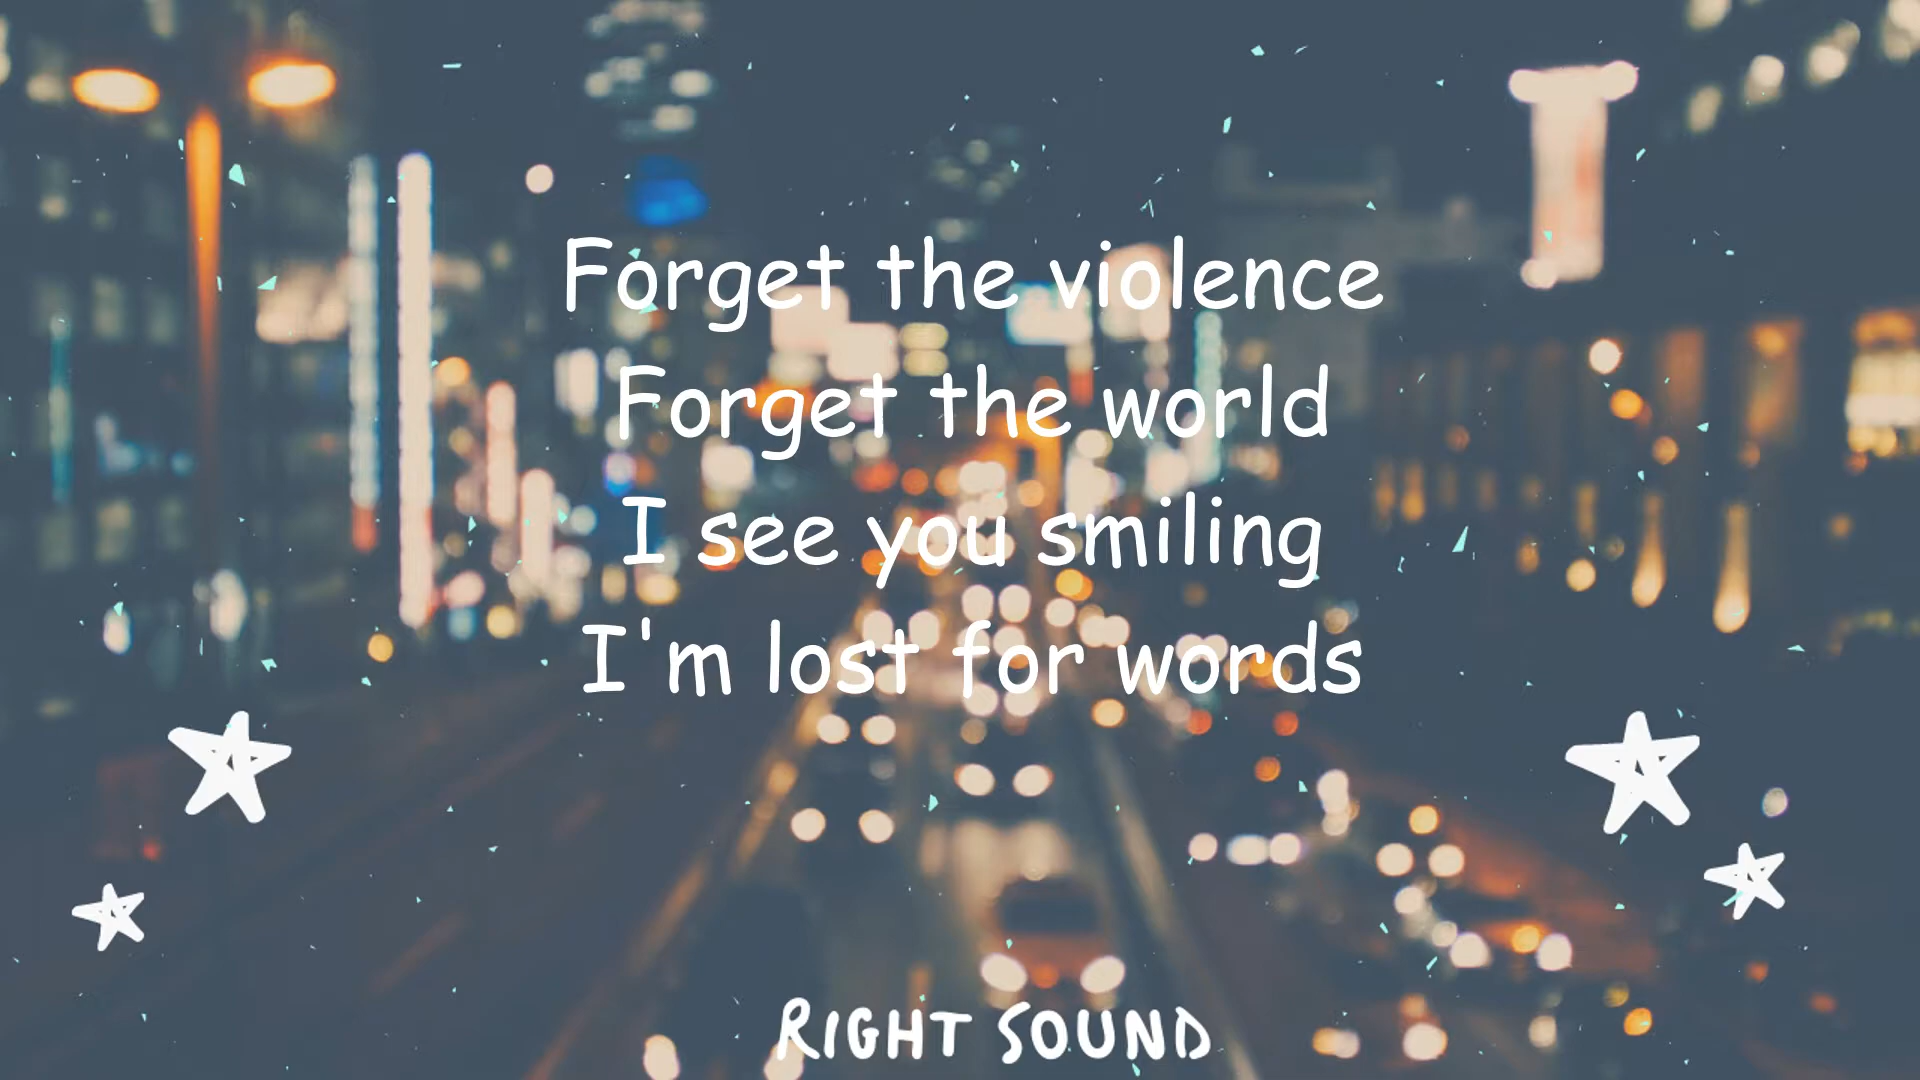 Forget the violence
Forget the world
I see you smiling
I'm lost for words
RIGHT SOUND